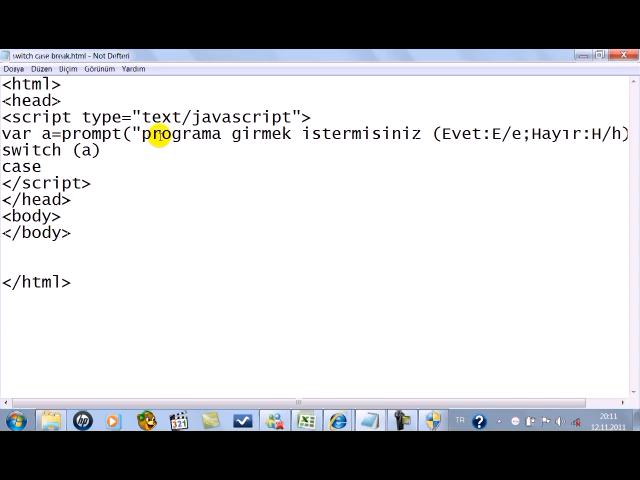 switch case break.html - Not Defteri
Dosya Düzen Biçim Görünüm Yardım
<html>
<head>
<script type="text/javascript">
var a=prompt("programa girmek istermisiniz (Evet:E/e;Hayır:H/h)
switch (a)
case
</script>
</head>
<body>
</body>
</html>
TR
20:11
12.11.2011